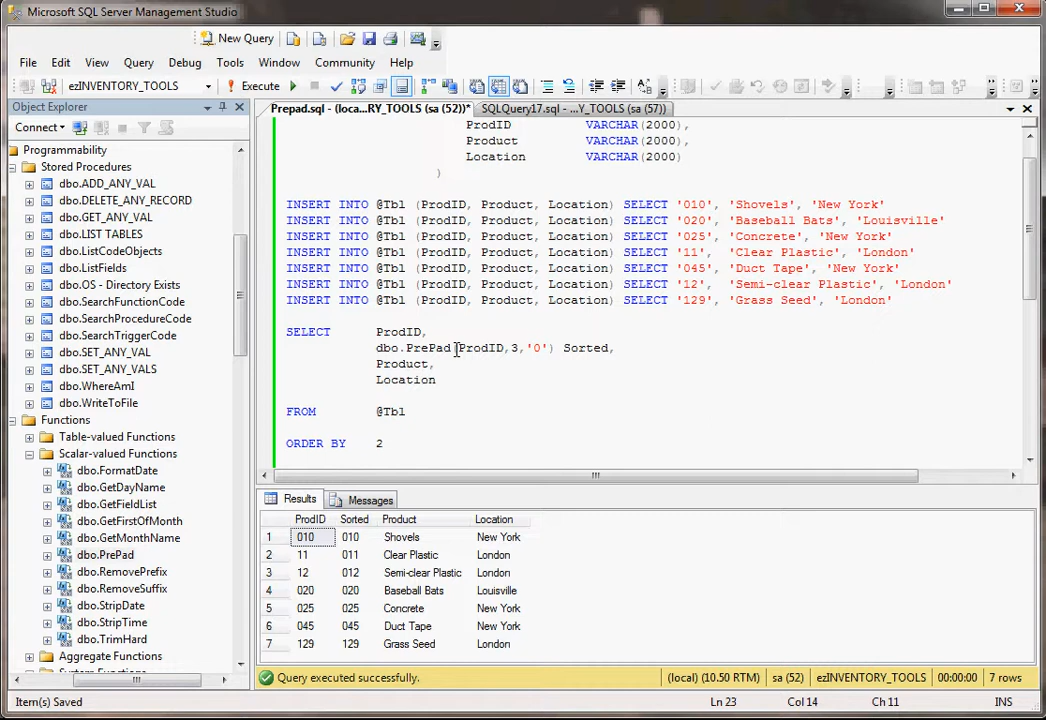 Microsoft SQL Server Management Studio
New Query
File Edit View Query Debug Tools Window Community Help
ezINVENTORY_TOOLS Execute
Object Explorer
Prepad.sql - (loca...RY_TOOLS (sa (52))* SQLQuery17.sql - ...Y_TOOLS (sa (57))
Connect
Programmability
Stored Procedures
dbo.ADD_ANY_VAL
dbo.DELETE_ANY_RECORD
dbo.GET_ANY_VAL
dbo.LIST TABLES
dbo.ListCodeObjects
dbo.ListFields
dbo.OS - Directory Exists
dbo.SearchFunctionCode
dbo.SearchProcedureCode
dbo.SearchTriggerCode
dbo.SET_ANY_VAL
dbo.SET_ANY_VALS
dbo.WhereAmI
dbo.WriteToFile
Functions
Table-valued Functions
Scalar-valued Functions
dbo.FormatDate
dbo.GetDayName
dbo.GetFieldList
dbo.GetFirstOfMonth
dbo.GetMonthName
dbo.PrePad
dbo.RemovePrefix
dbo.RemoveSuffix
dbo.StripDate
dbo.StripTime
dbo.TrimHard
Aggregate Functions
ProdID VARCHAR(2000),
Product VARCHAR(2000),
Location VARCHAR(2000)
)
INSERT INTO @Tbl (ProdID, Product, Location) SELECT '010', 'Shovels', 'New York'
INSERT INTO @Tbl (ProdID, Product, Location) SELECT '020', 'Baseball Bats', 'Louisville'
INSERT INTO @Tbl (ProdID, Product, Location) SELECT '025', 'Concrete', 'New York'
INSERT INTO @Tbl (ProdID, Product, Location) SELECT '11', 'Clear Plastic', 'London'
INSERT INTO @Tbl (ProdID, Product, Location) SELECT '045', 'Duct Tape', 'New York'
INSERT INTO @Tbl (ProdID, Product, Location) SELECT '12', 'Semi-clear Plastic', 'London'
INSERT INTO @Tbl (ProdID, Product, Location) SELECT '129', 'Grass Seed', 'London'
SELECT ProdID,
dbo.PrePad(ProdID,3,'0') Sorted,
Product,
Location
FROM @Tbl
ORDER BY 2
Results Messages
ProdID Sorted Product Location
1 010 010 Shovels New York
2 11 011 Clear Plastic London
3 12 012 Semi-clear Plastic London
4 020 020 Baseball Bats Louisville
5 025 025 Concrete New York
6 045 045 Duct Tape New York
7 129 129 Grass Seed London
Query executed successfully. (local) (10.50 RTM) sa (52) ezINVENTORY_TOOLS 00:00:00 7 rows
Item(s) Saved Ln 23 Col 14 Ch 11 INS